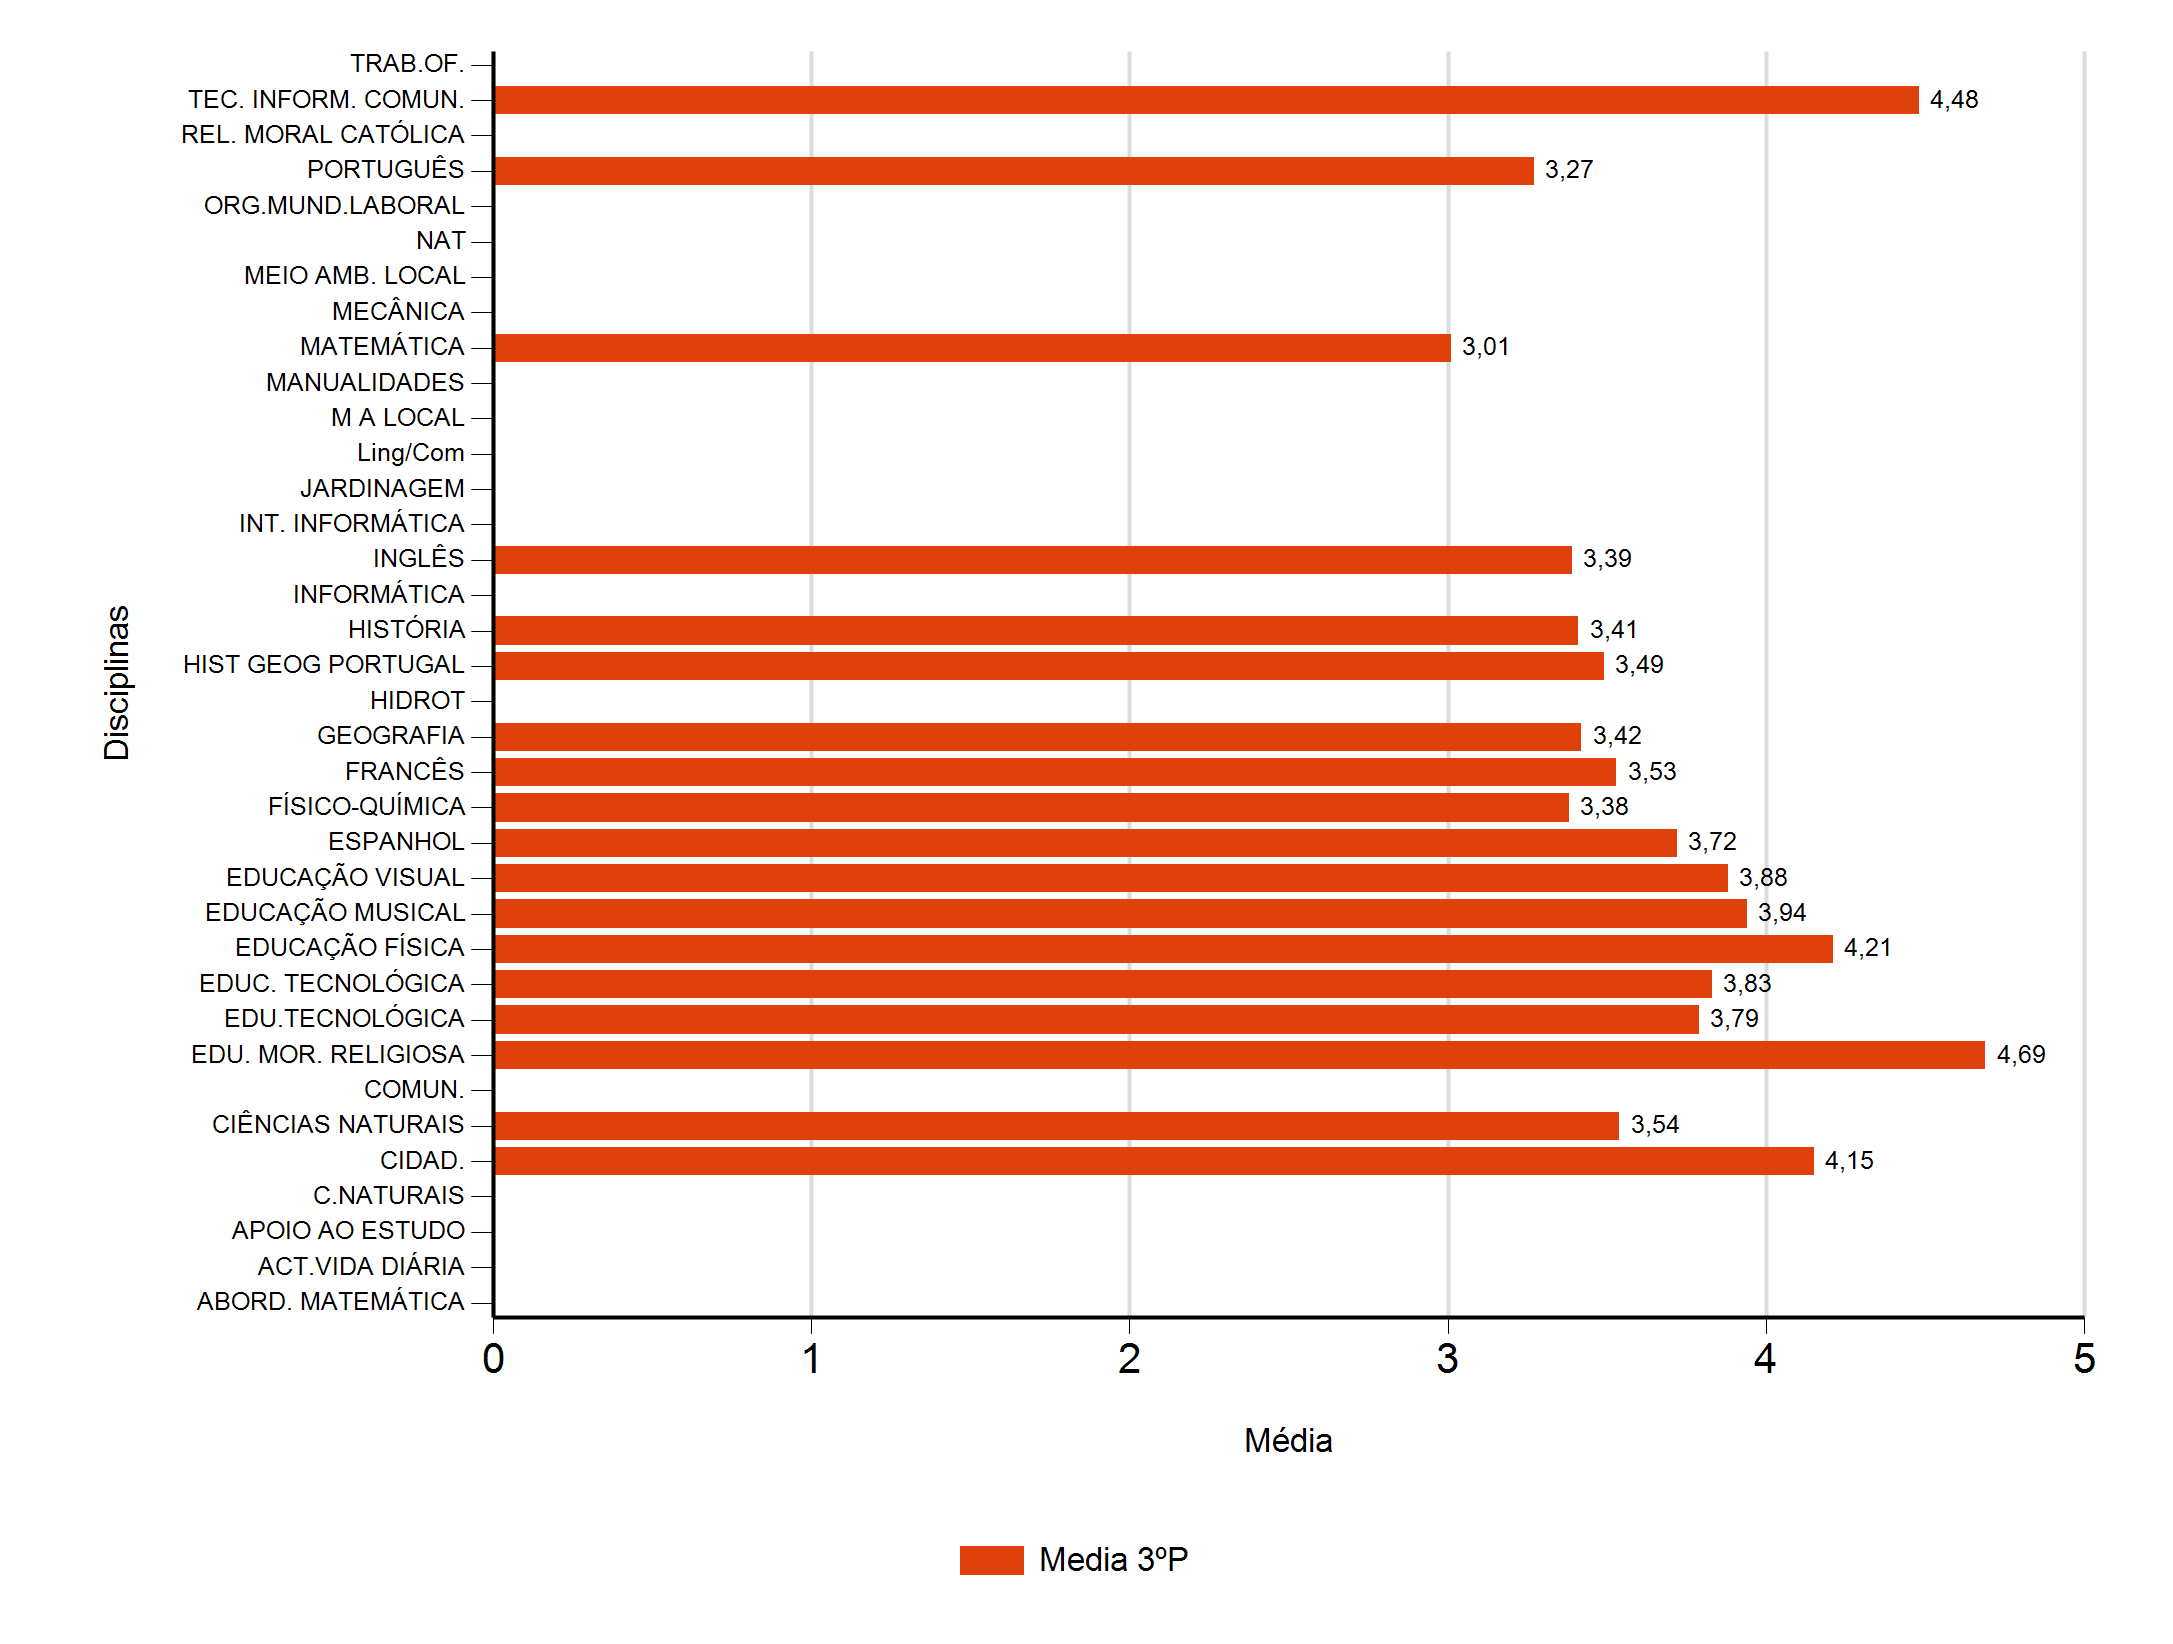 TRAB.OF.
TEC. INFORM. COMUN. 4,48
REL. MORAL CATÓLICA
PORTUGUÊS 3,27
ORG.MUND.LABORAL
NAT
MEIO AMB. LOCAL
MECÂNICA
MATEMÁTICA 3,01
MANUALIDADES
M A LOCAL
Ling/Com
JARDINAGEM
INT. INFORMÁTICA
INGLÊS 3,39
INFORMÁTICA
HISTÓRIA 3,41
HIST GEOG PORTUGAL 3,49
HIDROT
GEOGRAFIA 3,42
FRANCÊS 3,53
FÍSICO-QUÍMICA 3,38
ESPANHOL 3,72
EDUCAÇÃO VISUAL 3,88
EDUCAÇÃO MUSICAL 3,94
EDUCAÇÃO FÍSICA 4,21
EDUC. TECNOLÓGICA 3,83
EDU.TECNOLÓGICA 3,79
EDU. MOR. RELIGIOSA 4,69
COMUN.
CIÊNCIAS NATURAIS 3,54
CIDAD. 4,15
C.NATURAIS
APOIO AO ESTUDO
ACT.VIDA DIÁRIA
ABORD. MATEMÁTICA
Disciplinas
0 1 2 3 4 5
Média
Media 3ºP